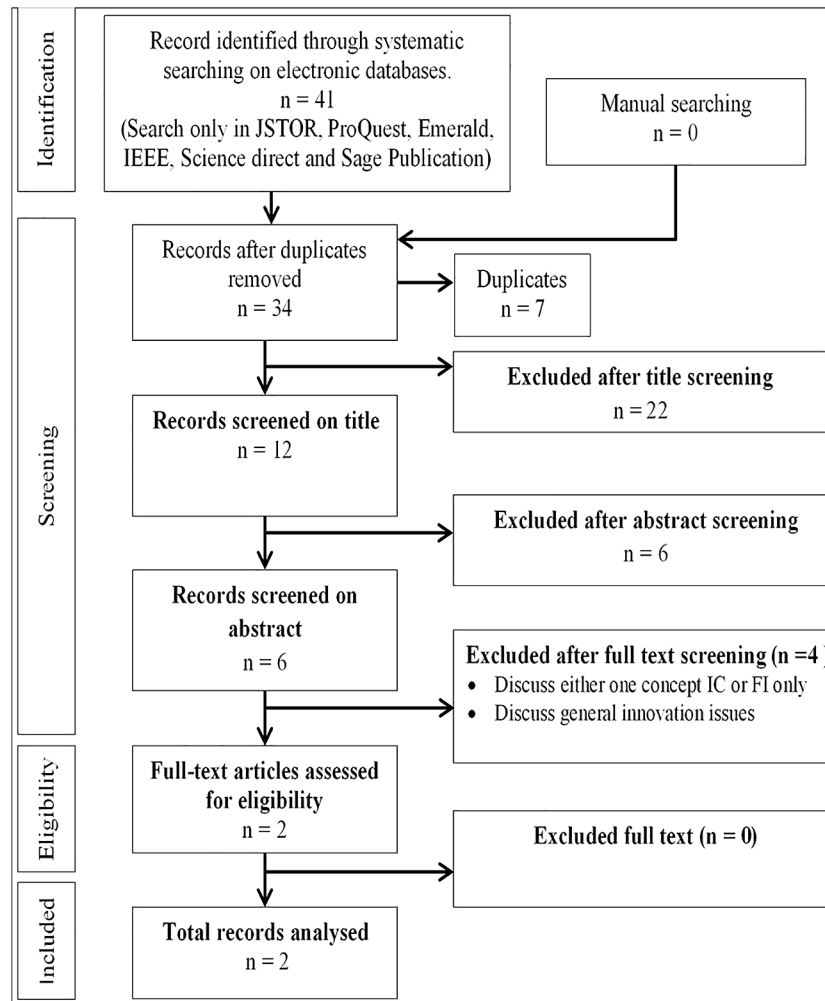 Identification
Record identified through systematic
searching on electronic databases.
n = 41
(Search only in JSTOR, ProQuest, Emerald,
IEEE, Science direct and Sage Publication)
Manual searching
n = 0
Screening
Records after duplicates
removed
n = 34
Duplicates
n = 7
Excluded after title screening
n = 22
Records screened on title
n = 12
Excluded after abstract screening
n = 6
Records screened on
abstract
n = 6
Excluded after full text screening (n =4 )
• Discuss either one concept IC or FI only
• Discuss general innovation issues
Eligibility
Full-text articles assessed
for eligibility
n = 2
Excluded full text (n = 0)
Included
Total records analysed
n = 2